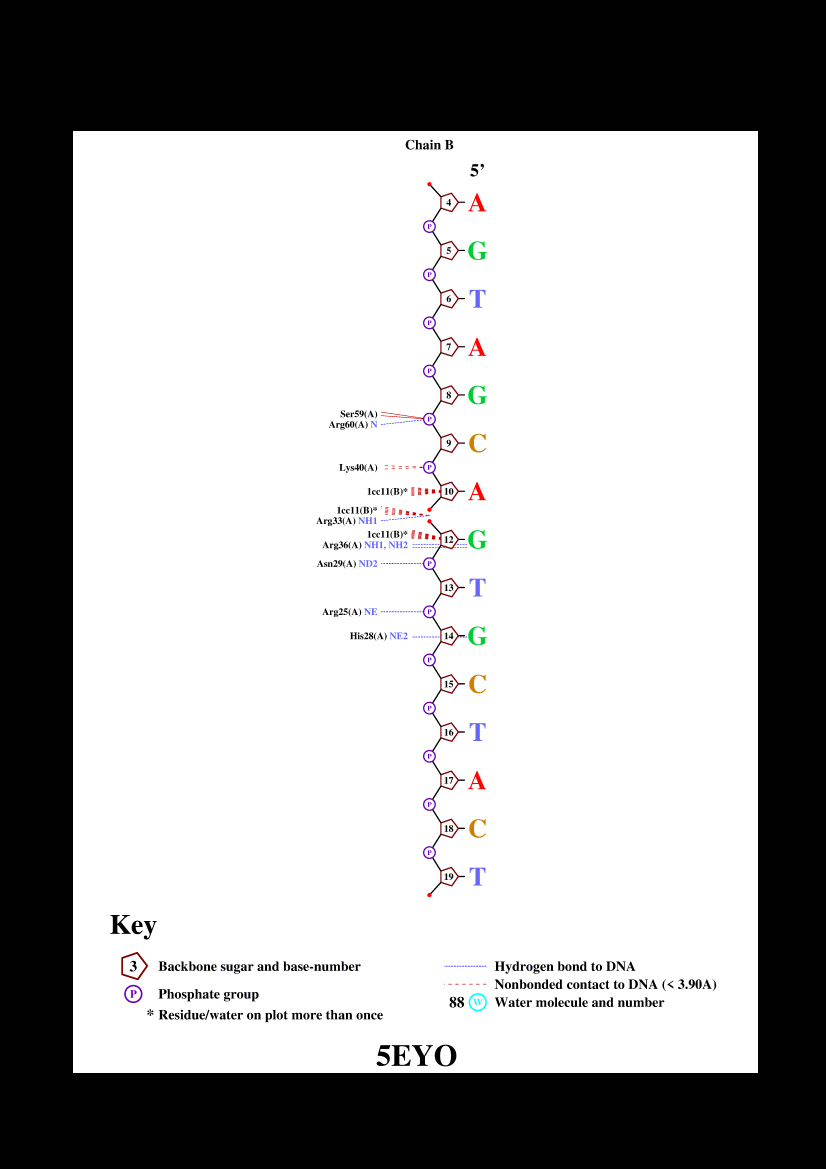 Chain B
5’
4 A
P
5 G
P
6 T
P
7 A
P
8 G
Ser59(A)
P
Arg60(A) N
9 C
Lys40(A) P
1cc11(B)* 10 A
1cc11(B)*
Arg33(A) NH1
1cc11(B)*
12 G
Arg36(A) NH1, NH2
Asn29(A) ND2 P
13 T
Arg25(A) NE P
His28(A) NE2 14 G
P
15 C
P
16 T
P
17 A
P
18 C
P
19 T
Key
3 Backbone sugar and base-number
P Phosphate group
* Residue/water on plot more than once
Hydrogen bond to DNA
Nonbonded contact to DNA (< 3.90A)
88 W Water molecule and number
5EYO